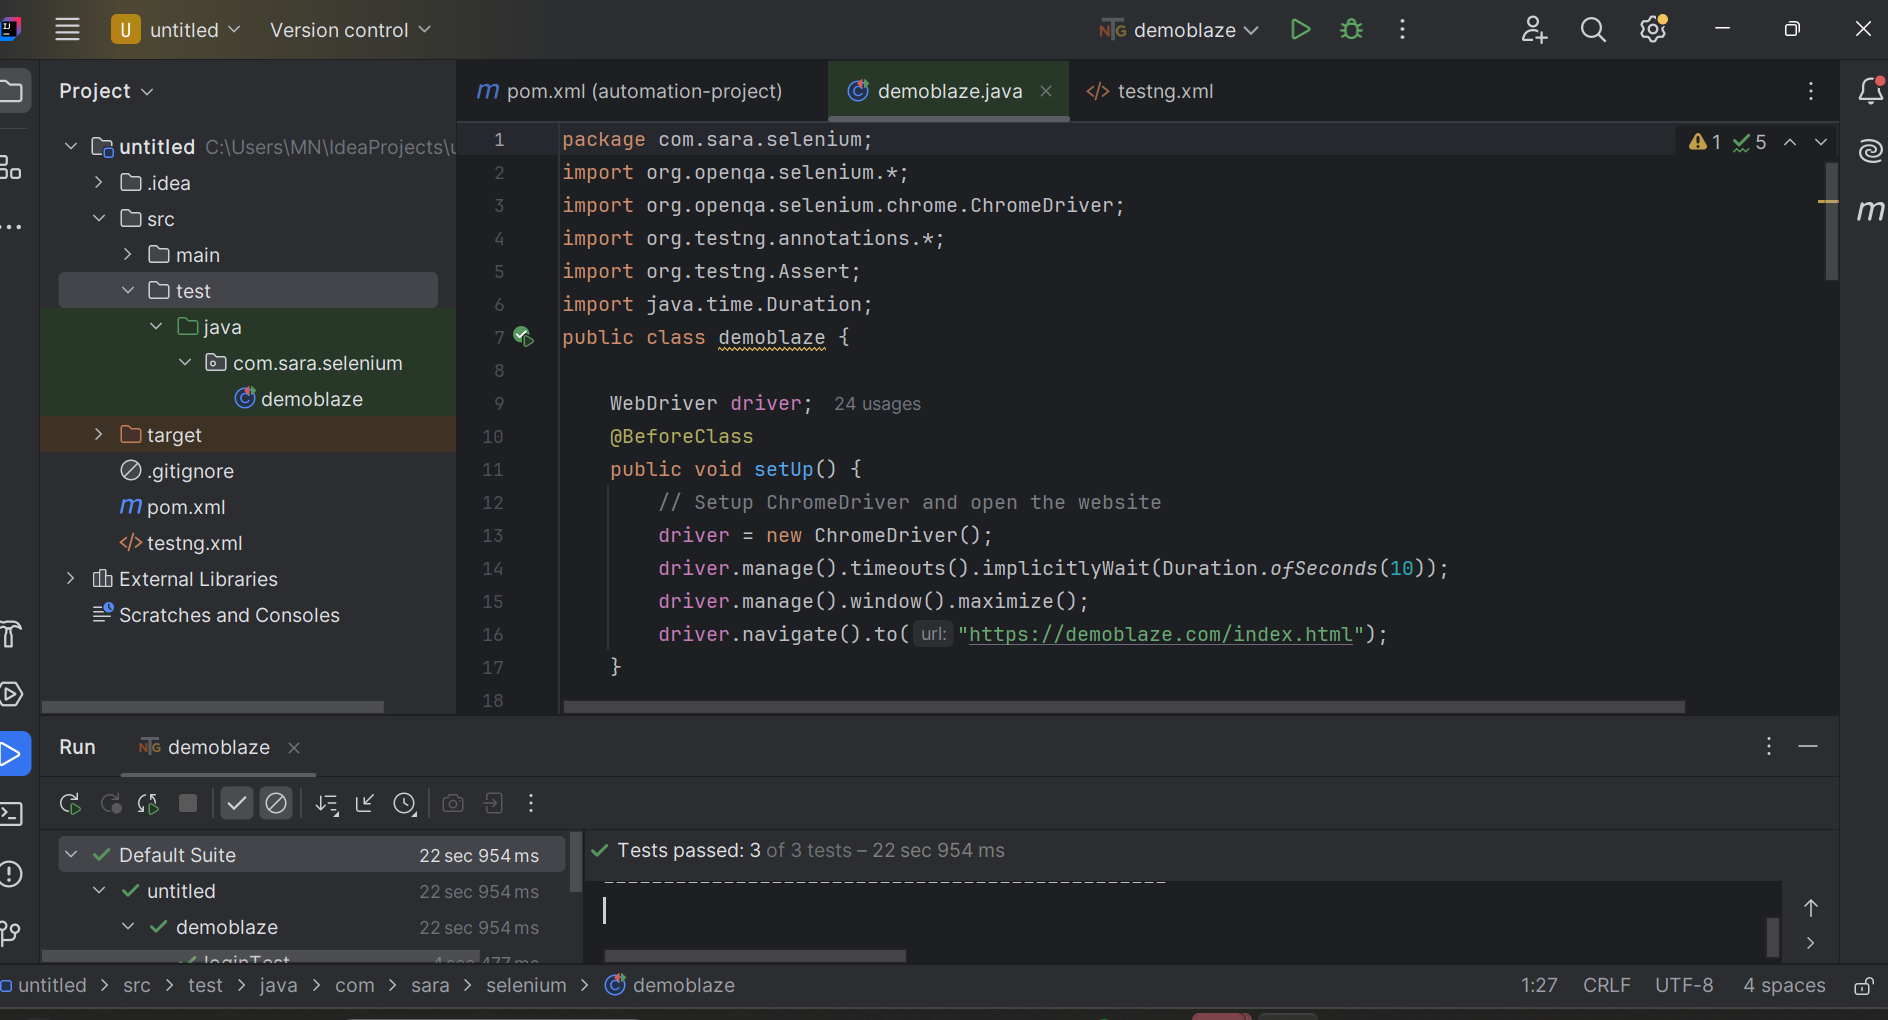 U untitled Version control demoblaze
Project
pom.xml (automation-project) demoblaze.java testng.xml
untitled C:\Users\MN\IdeaProjects\
.idea
src
main
test
java
com.sara.selenium
demoblaze
target
.gitignore
pom.xml
testng.xml
External Libraries
Scratches and Consoles
1 package com.sara.selenium;
2 import org.openqa.selenium.*;
3 import org.openqa.selenium.chrome.ChromeDriver;
4 import org.testng.annotations.*;
5 import org.testng.Assert;
6 import java.time.Duration;
7 public class demoblaze {
8
9 WebDriver driver; 24 usages
10 @BeforeClass
11 public void setUp() {
12 // Setup ChromeDriver and open the website
13 driver = new ChromeDriver();
14 driver.manage().timeouts().implicitlyWait(Duration.ofSeconds(10));
15 driver.manage().window().maximize();
16 driver.navigate().to( url: "https://demoblaze.com/index.html");
17 }
18
1 5
Run demoblaze
Default Suite 22 sec 954 ms
untitled 22 sec 954 ms
demoblaze 22 sec 954 ms
loginTest 4 sec 477 ms
Tests passed: 3 of 3 tests – 22 sec 954 ms
===============================================
untitled > src > test > java > com > sara > selenium > demoblaze
1:27 CRLF UTF-8 4 spaces